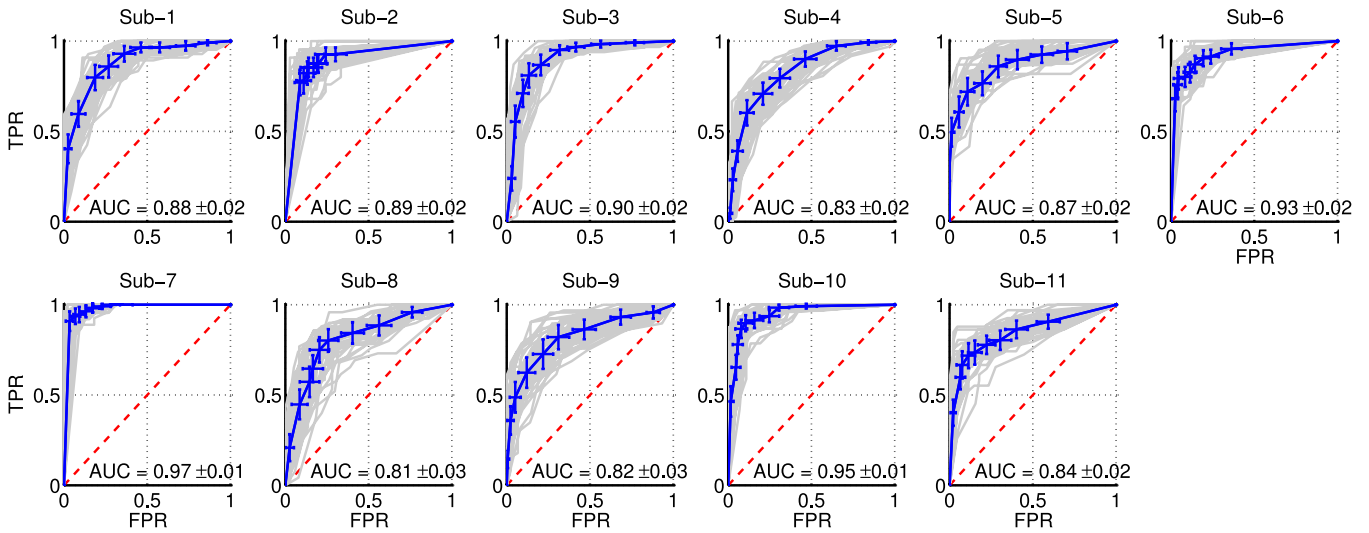 Sub-1 Sub-2 Sub-3 Sub-4 Sub-5 Sub-6
1 1 1 1 1 1
TPR
0.5 0.5 0.5 0.5 0.5 0.5
AUC = 0.88 ±0.02 AUC = 0.89 ±0.02 AUC = 0.90 ±0.02 AUC = 0.83 ±0.02 AUC = 0.87 ±0.02 AUC = 0.93 ±0.02
0 0 0 0 0 0
0 0.5 1 0 0.5 1 0 0.5 1 0 0.5 1 0 0.5 1 0 0.5 1
FPR
Sub-7 Sub-8 Sub-9 Sub-10 Sub-11
1 1 1 1 1
TPR
0.5 0.5 0.5 0.5 0.5
AUC = 0.97 ±0.01 AUC = 0.81 ±0.03 AUC = 0.82 ±0.03 AUC = 0.95 ±0.01 AUC = 0.84 ±0.02
0 0 0 0 0
0 0.5 1 0 0.5 1 0 0.5 1 0 0.5 1 0 0.5 1
FPR FPR FPR FPR FPR